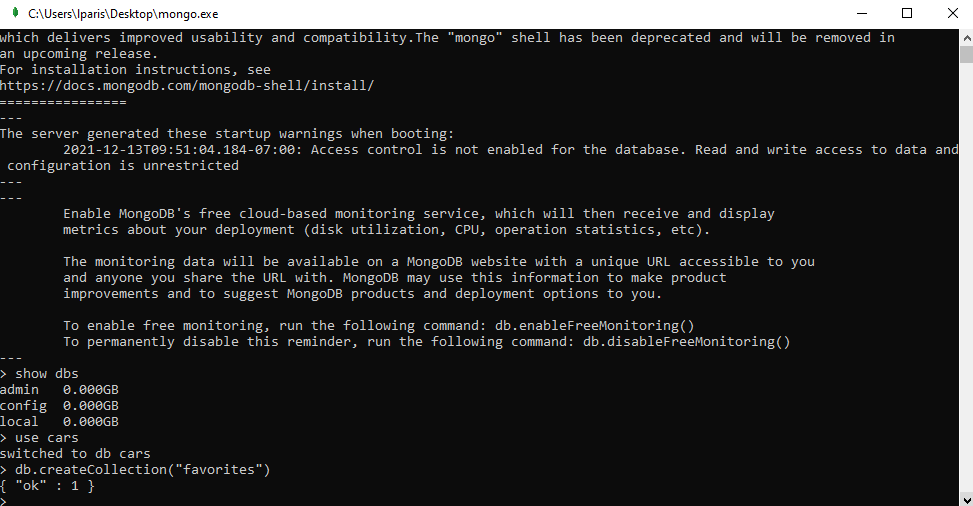 C:\Users\lparis\Desktop\mongo.exe
which delivers improved usability and compatibility.The "mongo" shell has been deprecated and will be removed in
an upcoming release.
For installation instructions, see
https://docs.mongodb.com/mongodb-shell/install/
================
---
The server generated these startup warnings when booting:
        2021-12-13T09:51:04.184-07:00: Access control is not enabled for the database. Read and write access to data and
 configuration is unrestricted
---
---
        Enable MongoDB's free cloud-based monitoring service, which will then receive and display
        metrics about your deployment (disk utilization, CPU, operation statistics, etc).

        The monitoring data will be available on a MongoDB website with a unique URL accessible to you
        and anyone you share the URL with. MongoDB may use this information to make product
        improvements and to suggest MongoDB products and deployment options to you.

        To enable free monitoring, run the following command: db.enableFreeMonitoring()
        To permanently disable this reminder, run the following command: db.disableFreeMonitoring()
---
> show dbs
admin   0.000GB
config  0.000GB
local   0.000GB
> use cars
switched to db cars
> db.createCollection("favorites")
{ "ok" : 1 }
>